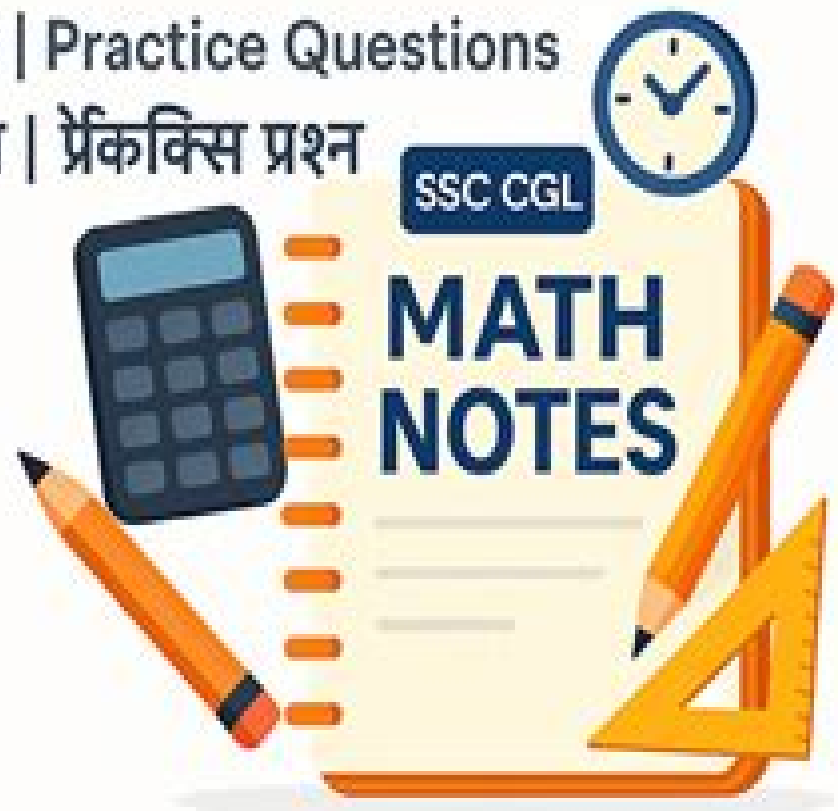 | Practice Questions
| प्रेकिक्सि प्रश्न
SSC CGL
MATH
NOTES